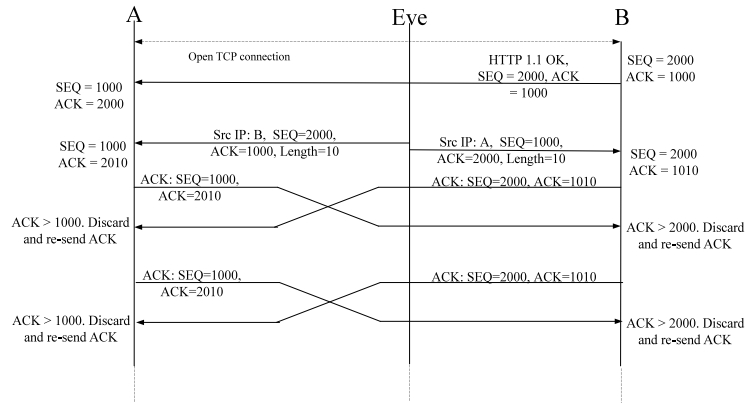 A
Eve
B
Open TCP connection
HTTP 1.1 OK,
SEQ = 2000, ACK
= 1000
SEQ = 2000
ACK = 1000
SEQ = 1000
ACK = 2000
SEQ = 1000
ACK = 2010
Src IP: B, SEQ=2000,
ACK=1000, Length=10
Src IP: A, SEQ=1000,
ACK=2000, Length=10
SEQ = 2000
ACK = 1010
ACK: SEQ=1000,
ACK=2010
ACK: SEQ=2000, ACK=1010
ACK > 1000. Discard
and re-send ACK
ACK > 2000. Discard
and re-send ACK
ACK: SEQ=1000,
ACK=2010
ACK: SEQ=2000, ACK=1010
ACK > 1000. Discard
and re-send ACK
ACK > 2000. Discard
and re-send ACK